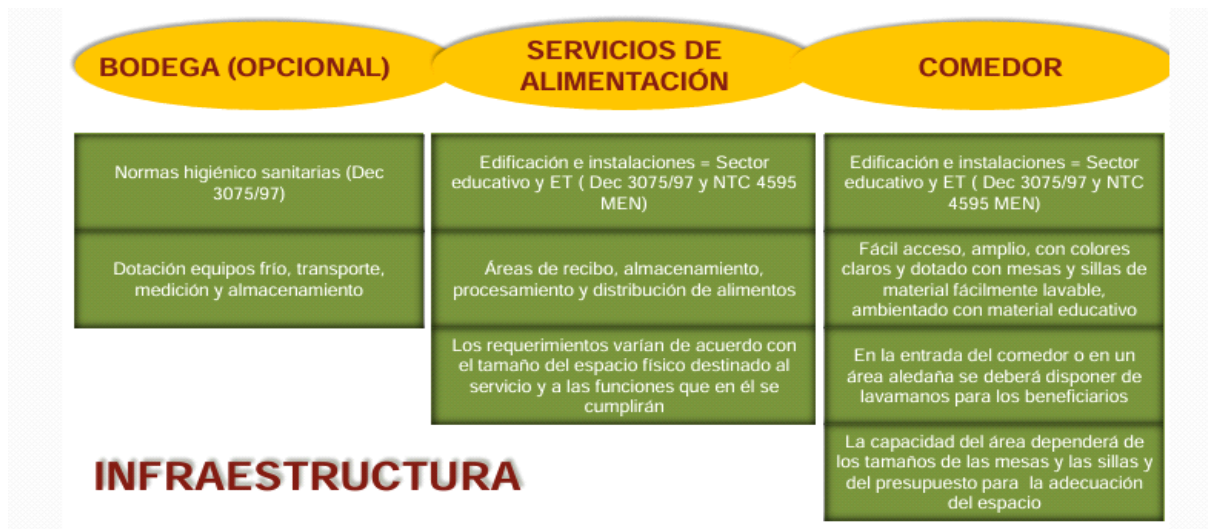 BODEGA (OPCIONAL)
Normas higiénico sanitarias (Dec
3075/97)
Dotación equipos frío, transporte,
medición y almacenamiento
SERVICIOS DE
ALIMENTACIÓN
Edificación e instalaciones = Sector
educativo y ET ( Dec 3075/97 y NTC 4595
MEN)
Áreas de recibo, almacenamiento,
procesamiento y distribución de alimentos
Los requerimientos varían de acuerdo con
el tamaño del espacio físico destinado al
servicio y a las funciones que en él se
cumplirán
COMEDOR
Edificación e instalaciones = Sector
educativo y ET ( Dec 3075/97 y NTC
4595 MEN)
Fácil acceso, amplio, con colores
claros y dotado con mesas y sillas de
material fácilmente lavable,
ambientado con material educativo
En la entrada del comedor o en un
área aledaña se deberá disponer de
lavamanos para los beneficiarios
La capacidad del área dependerá de
los tamaños de las mesas y las sillas y
del presupuesto para la adecuación
del espacio
INFRAESTRUCTURA